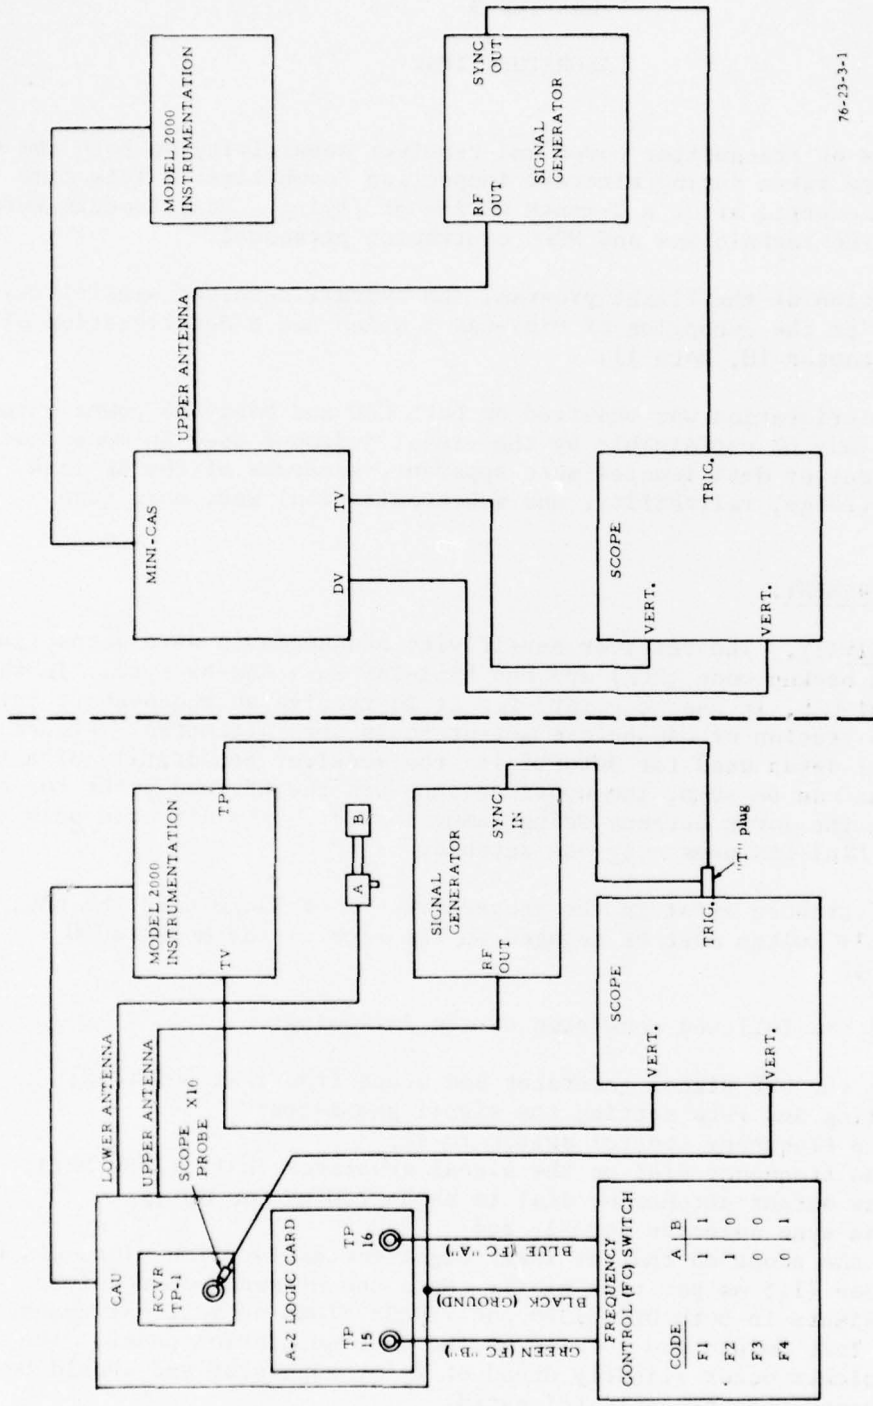 CAU
RCVR
TP-1
SCOPE
PROBE X10
LOWER ANTENNA
UPPER ANTENNA
A-2 LOGIC CARD
TP
15
TP
16
GREEN (FC "B")
BLACK (GROUND)
BLUE (FC "A")
FREQUENCY
CONTROL (FC) SWITCH
CODE A B
F1 1 1
F2 1 0
F3 0 0
F4 0 1
MODEL 2000
INSTRUMENTATION
TV
TP
A
B
SIGNAL
GENERATOR
RF
OUT
SYNC
IN
SCOPE
VERT.
VERT.
TRIG.
"T" plug
MINI-CAS
DV
TV
UPPER ANTENNA
MODEL 2000
INSTRUMENTATION
RF
OUT
SIGNAL
GENERATOR
SYNC
OUT
SCOPE
VERT.
VERT.
TRIG.
76-23-3-1